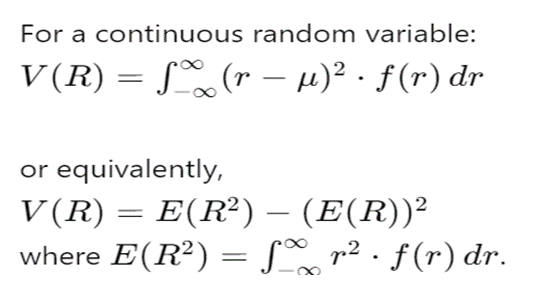 For a continuous random variable:
V(R) = ∫_{-∞}^{∞} (r − μ)² · f(r) dr
or equivalently,
V(R) = E(R²) − (E(R))²
where E(R²) = ∫_{-∞}^{∞} r² · f(r) dr.